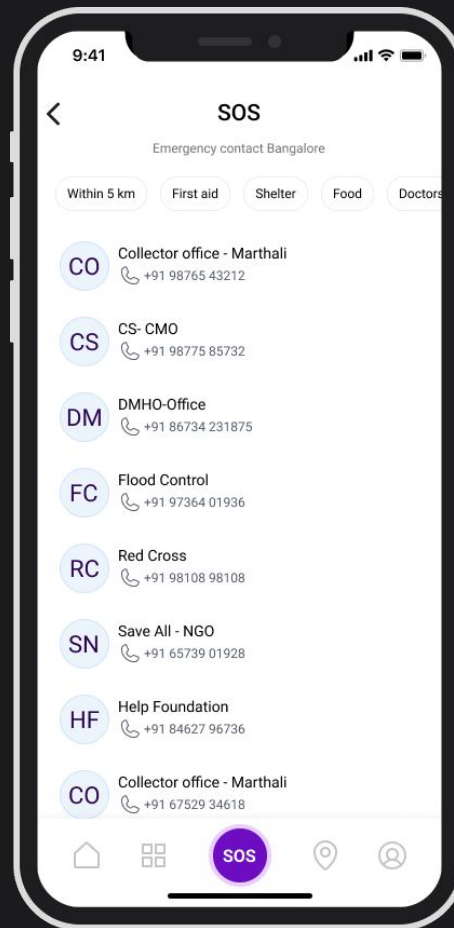 9:41
SOS
Emergency contact Bangalore
Within 5 km First aid Shelter Food Doctors
CO Collector office - Marthali
+91 98765 43212
CS CS- CMO
+91 98775 85732
DM DMHO-Office
+91 86734 231875
FC Flood Control
+91 97364 01936
RC Red Cross
+91 98108 98108
SN Save All - NGO
+91 65739 01928
HF Help Foundation
+91 84627 96736
CO Collector office - Marthali
+91 67529 34618
SOS